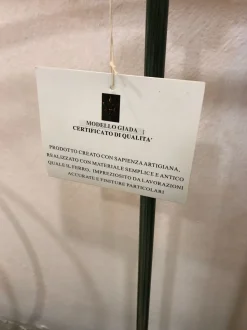 MODELLO GIADA
CERTIFICATO DI QUALITA'
PRODOTTO CREATO CON SAPIENZA ARTIGIANA,
REALIZZATO CON MATERIALE SEMPLICE E ANTICO
QUALE IL FERRO, IMPREZIOSITO DA LAVORAZIONI
ACCURATE E FINITURE PARTICOLARI